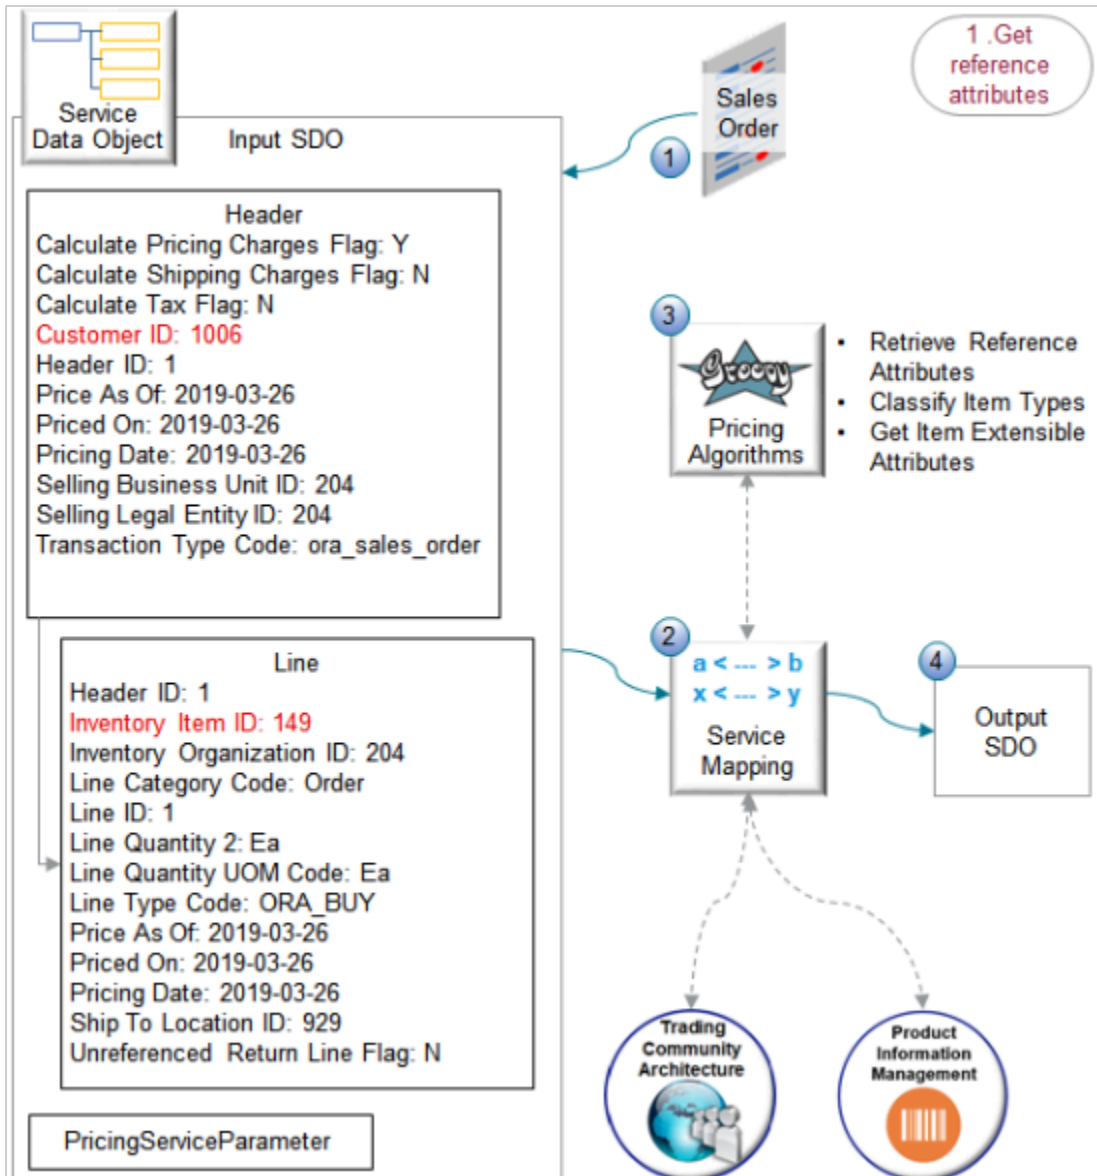 Service
Data Object
Input SDO
Header
Calculate Pricing Charges Flag: Y
Calculate Shipping Charges Flag: N
Calculate Tax Flag: N
Customer ID: 1006
Header ID: 1
Price As Of: 2019-03-26
Priced On: 2019-03-26
Pricing Date: 2019-03-26
Selling Business Unit ID: 204
Selling Legal Entity ID: 204
Transaction Type Code: ora_sales_order
Line
Header ID: 1
Inventory Item ID: 149
Inventory Organization ID: 204
Line Category Code: Order
Line ID: 1
Line Quantity 2: Ea
Line Quantity UOM Code: Ea
Line Type Code: ORA_BUY
Price As Of: 2019-03-26
Priced On: 2019-03-26
Pricing Date: 2019-03-26
Ship To Location ID: 929
Unreferenced Return Line Flag: N
PricingServiceParameter
1
Sales
Order
1 .Get
reference
attributes
3
Groovy
Pricing
Algorithms
• Retrieve Reference
Attributes
• Classify Item Types
• Get Item Extensible
Attributes
2
a < --- > b
x < --- > y
Service
Mapping
4
Output
SDO
Trading
Community
Architecture
Product
Information
Management